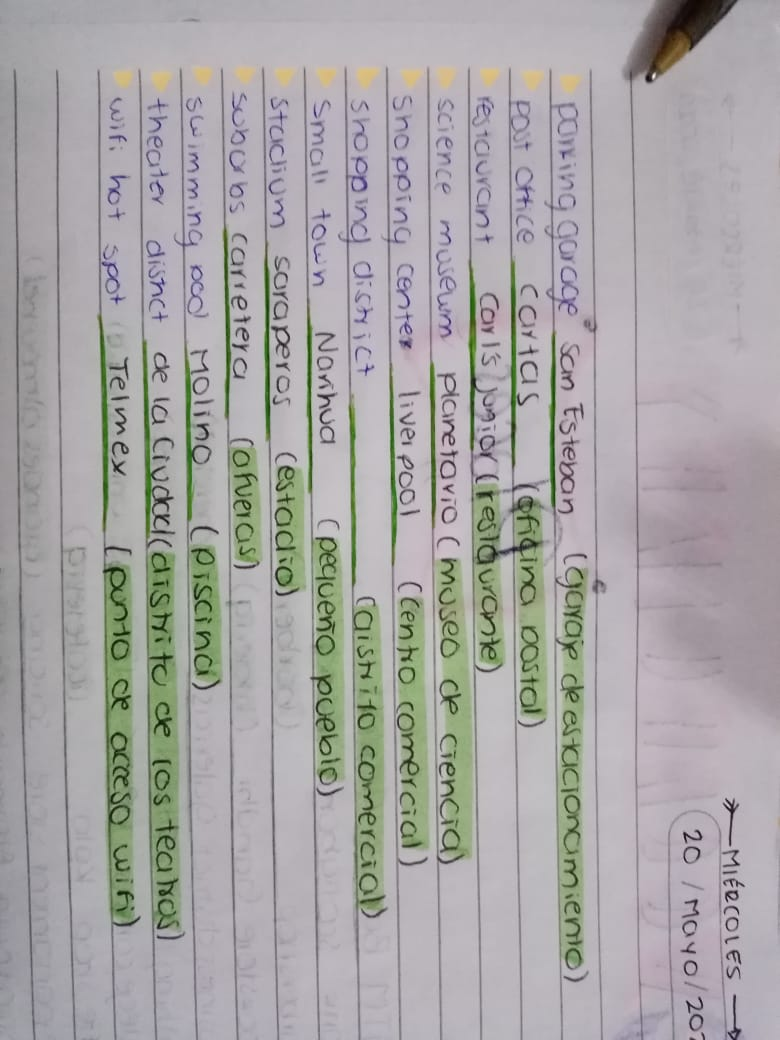 MIÉRCOLES
20 / Mayo / 202
parking garage San Esteban (garaje de estacionamiento)
post office cartas (oficina postal)
restaurant Carl's junior (restaurante)
science museum planetario (museo de ciencia)
shopping center liverpool (centro comercial)
shopping district (distrito comercial)
small town Narihua (pequeño pueblo)
stadium saraperos (estadio)
suburbs carretera (afueras)
swimming pool Molino (piscina)
theater district de la Ciudad (distrito de los teatros)
wifi hot spot Telmex (punto de acceso wifi)